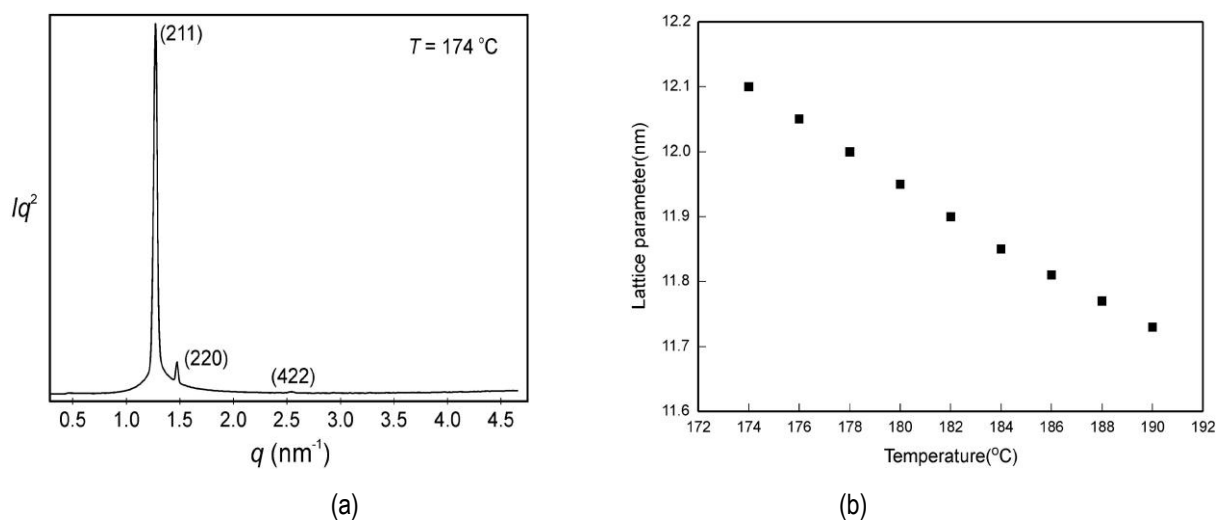 (211)
T = 174 °C
Iq²
(220)
(422)
0.5 1.0 1.5 2.0 2.5 3.0 3.5 4.0 4.5
q (nm⁻¹)
(a)
12.2
12.1
12.0
11.9
11.8
11.7
11.6
Lattice parameter(nm)
172 174 176 178 180 182 184 186 188 190 192
Temperature(°C)
(b)